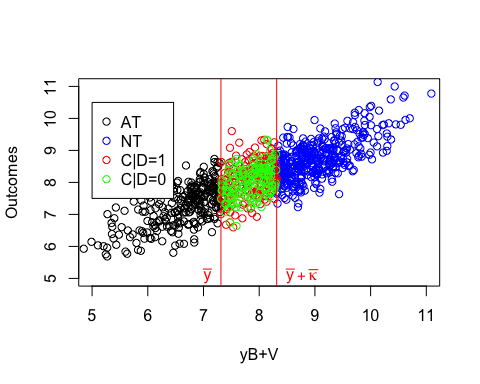 Outcomes
11
10
9
8
7
6
5
AT
NT
C|D=1
C|D=0
y̅
y̅ + κ̅
5 6 7 8 9 10 11
yB+V